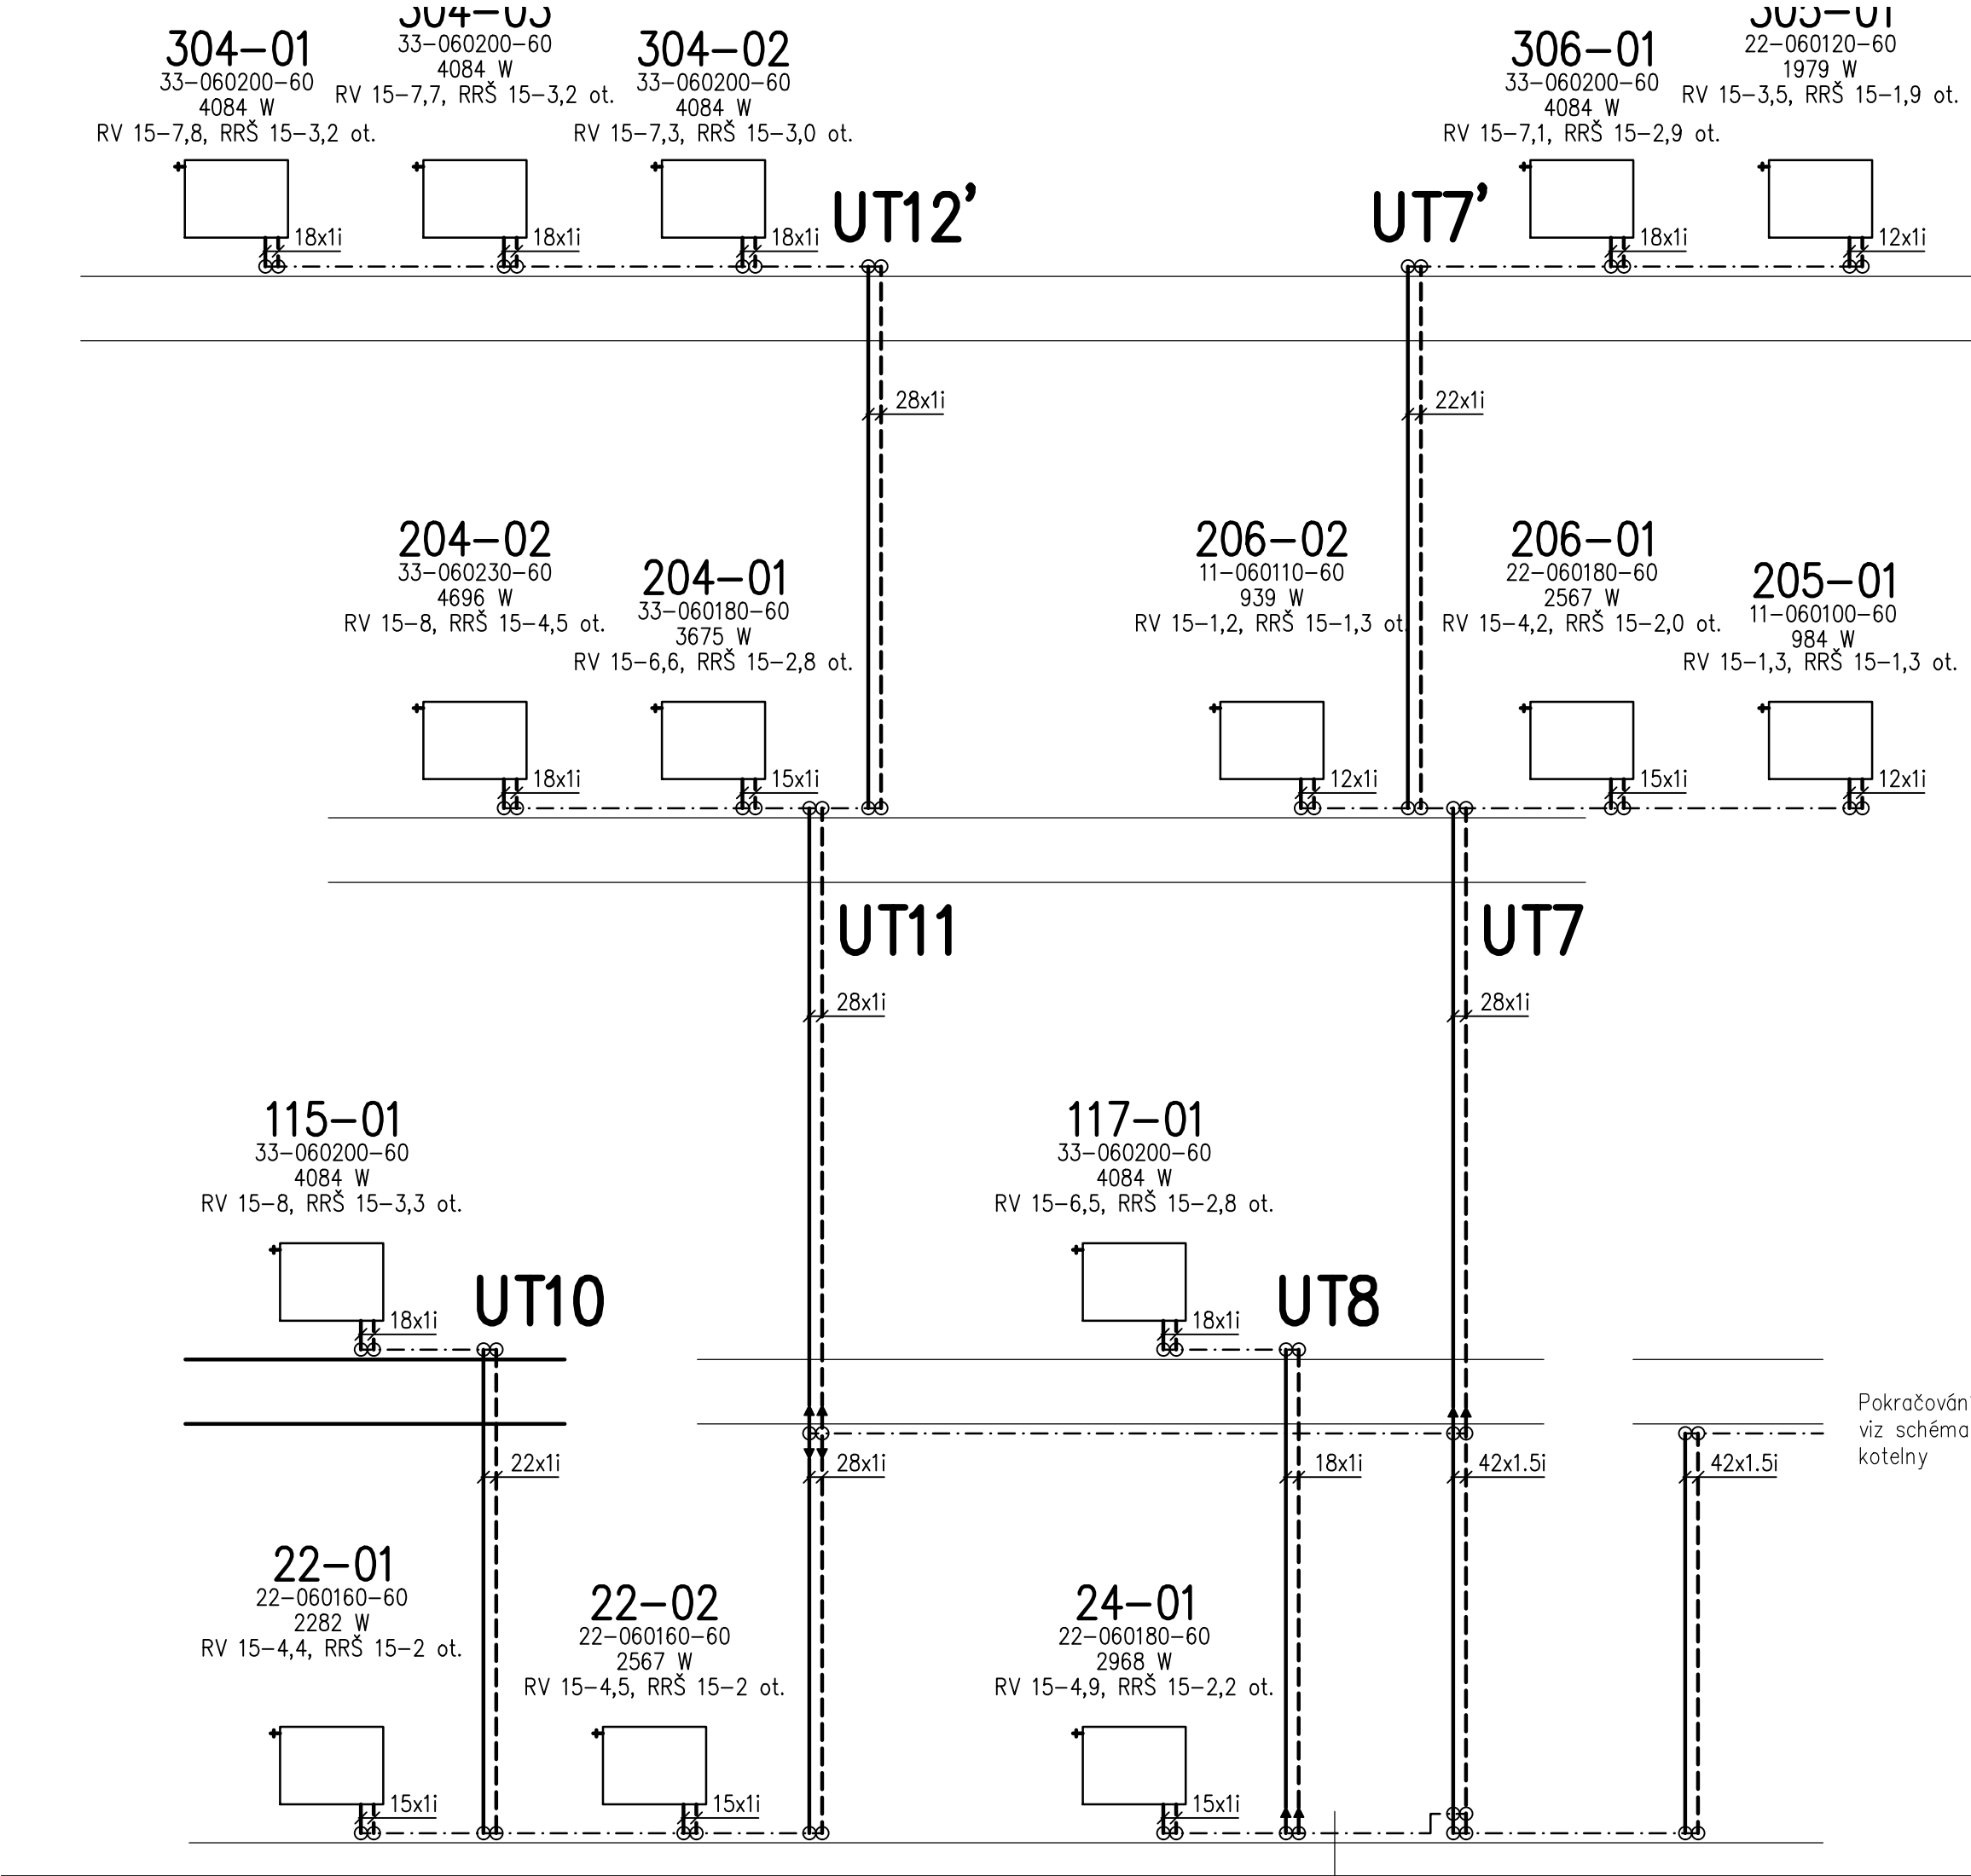 304-03
33-060200-60
4084 W
RV 15-7,7, RRŠ 15-3,2 ot.
304-01
33-060200-60
4084 W
RV 15-7,8, RRŠ 15-3,2 ot.
304-02
33-060200-60
4084 W
RV 15-7,3, RRŠ 15-3,0 ot.
306-01
33-060200-60
4084 W
RV 15-7,1, RRŠ 15-2,9 ot.
305-01
22-060120-60
1979 W
RV 15-3,5, RRŠ 15-1,9 ot.
UT12'
UT7'
18x1i
18x1i
18x1i
18x1i
12x1i
28x1i
22x1i
204-02
33-060230-60
4696 W
RV 15-8, RRŠ 15-4,5 ot.
204-01
33-060180-60
3675 W
RV 15-6,6, RRŠ 15-2,8 ot.
206-02
11-060110-60
939 W
RV 15-1,2, RRŠ 15-1,3 ot.
206-01
22-060180-60
2567 W
RV 15-4,2, RRŠ 15-2,0 ot.
205-01
11-060100-60
984 W
RV 15-1,3, RRŠ 15-1,3 ot.
18x1i
15x1i
12x1i
15x1i
12x1i
UT11
UT7
28x1i
28x1i
115-01
33-060200-60
4084 W
RV 15-8, RRŠ 15-3,3 ot.
117-01
33-060200-60
4084 W
RV 15-6,5, RRŠ 15-2,8 ot.
UT10
UT8
18x1i
18x1i
Pokračován
viz schéma
kotelny
22x1i
28x1i
18x1i
42x1.5i
42x1.5i
22-01
22-060160-60
2282 W
RV 15-4,4, RRŠ 15-2 ot.
22-02
22-060160-60
2567 W
RV 15-4,5, RRŠ 15-2 ot.
24-01
22-060180-60
2968 W
RV 15-4,9, RRŠ 15-2,2 ot.
15x1i
15x1i
15x1i